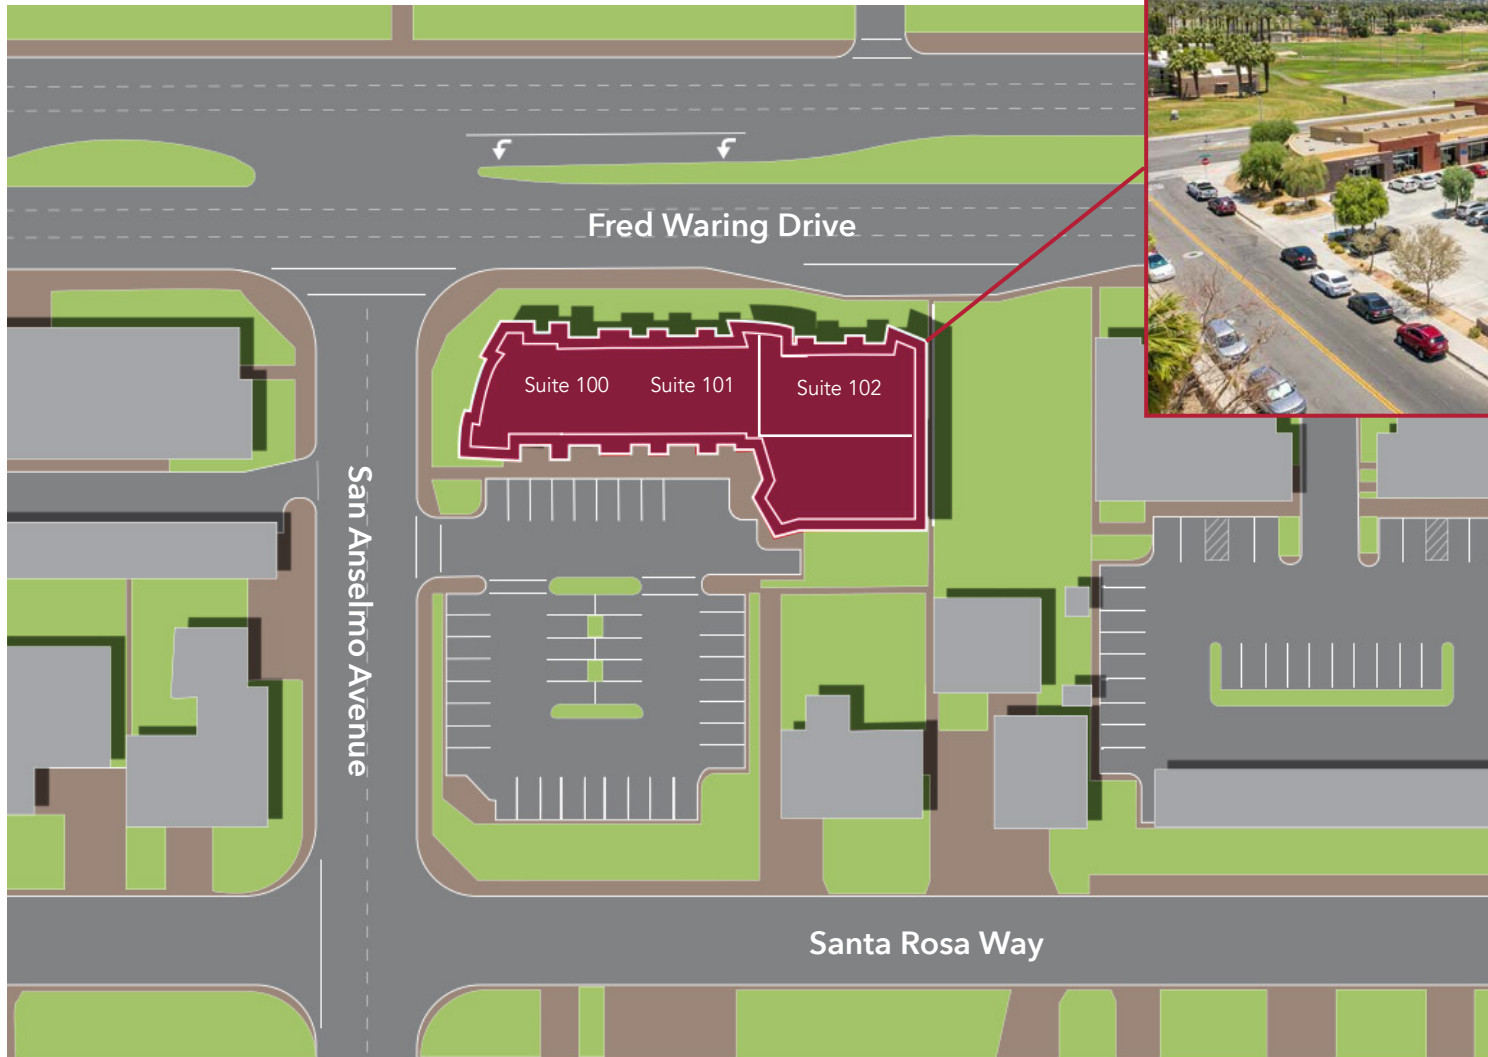 Fred Waring Drive
Suite 100
Suite 101
Suite 102
San Anselmo Avenue
Santa Rosa Way